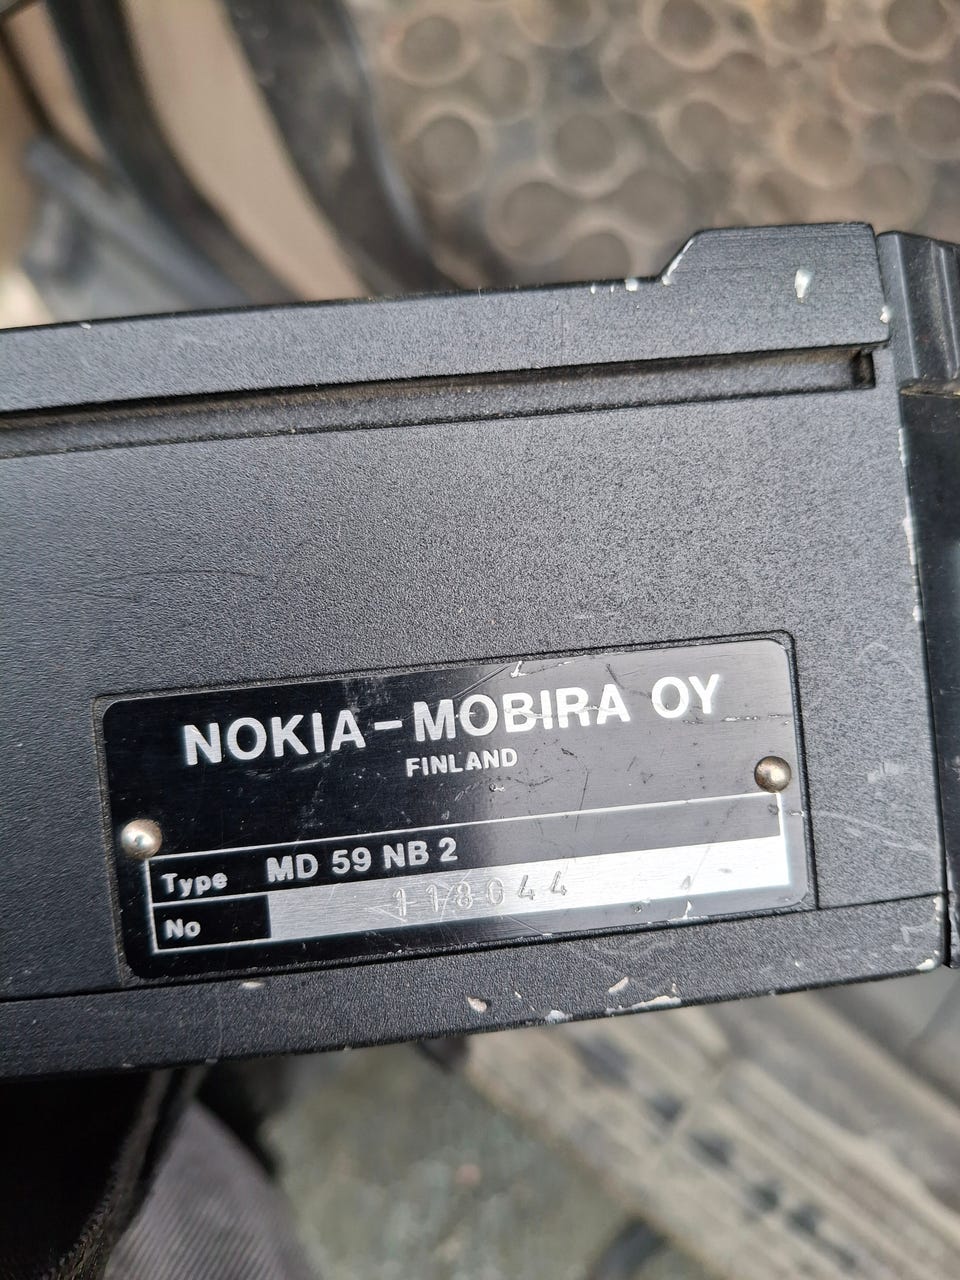 NOKIA-MOBIRA OY
FINLAND
Type MD 59 NB 2
No 118044